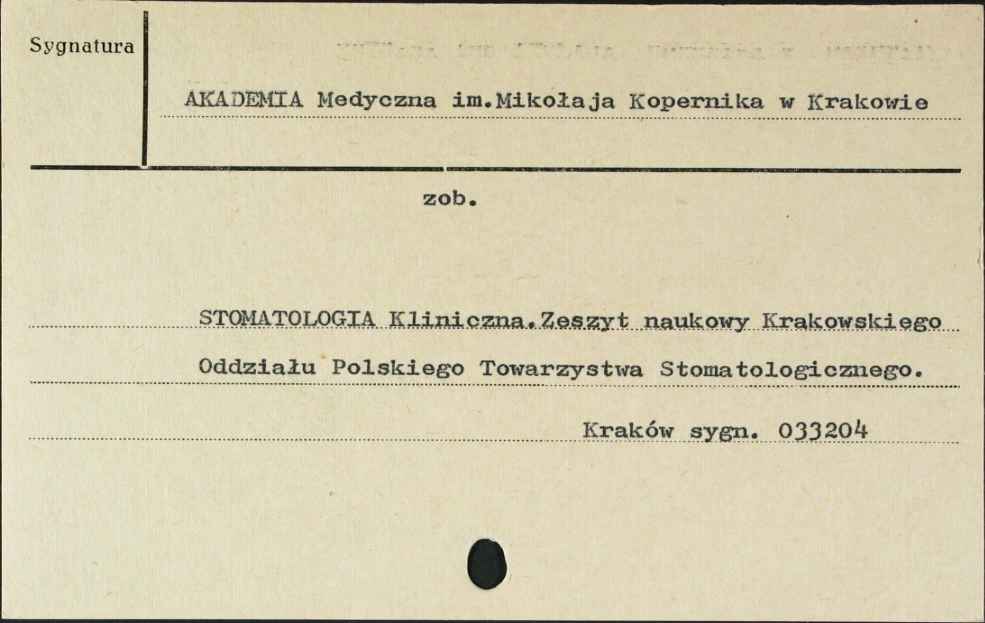 Sygnatura
AKADEMIA Medyczna im.Mikołaja Kopernika w Krakowie
zob.
STOMATOLOGIA Kliniczna.Zeszyt naukowy Krakowskiego
Oddziału Polskiego Towarzystwa Stomatologicznego.
Kraków sygn. 033204